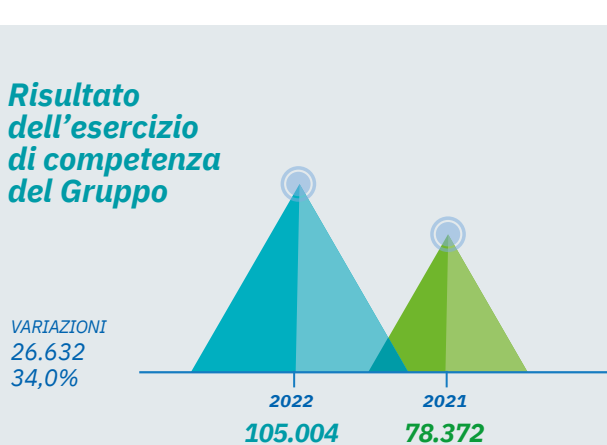 Risultato
dell'esercizio
di competenza
del Gruppo
VARIAZIONI
26.632
34,0%
2022
2021
105.004
78.372